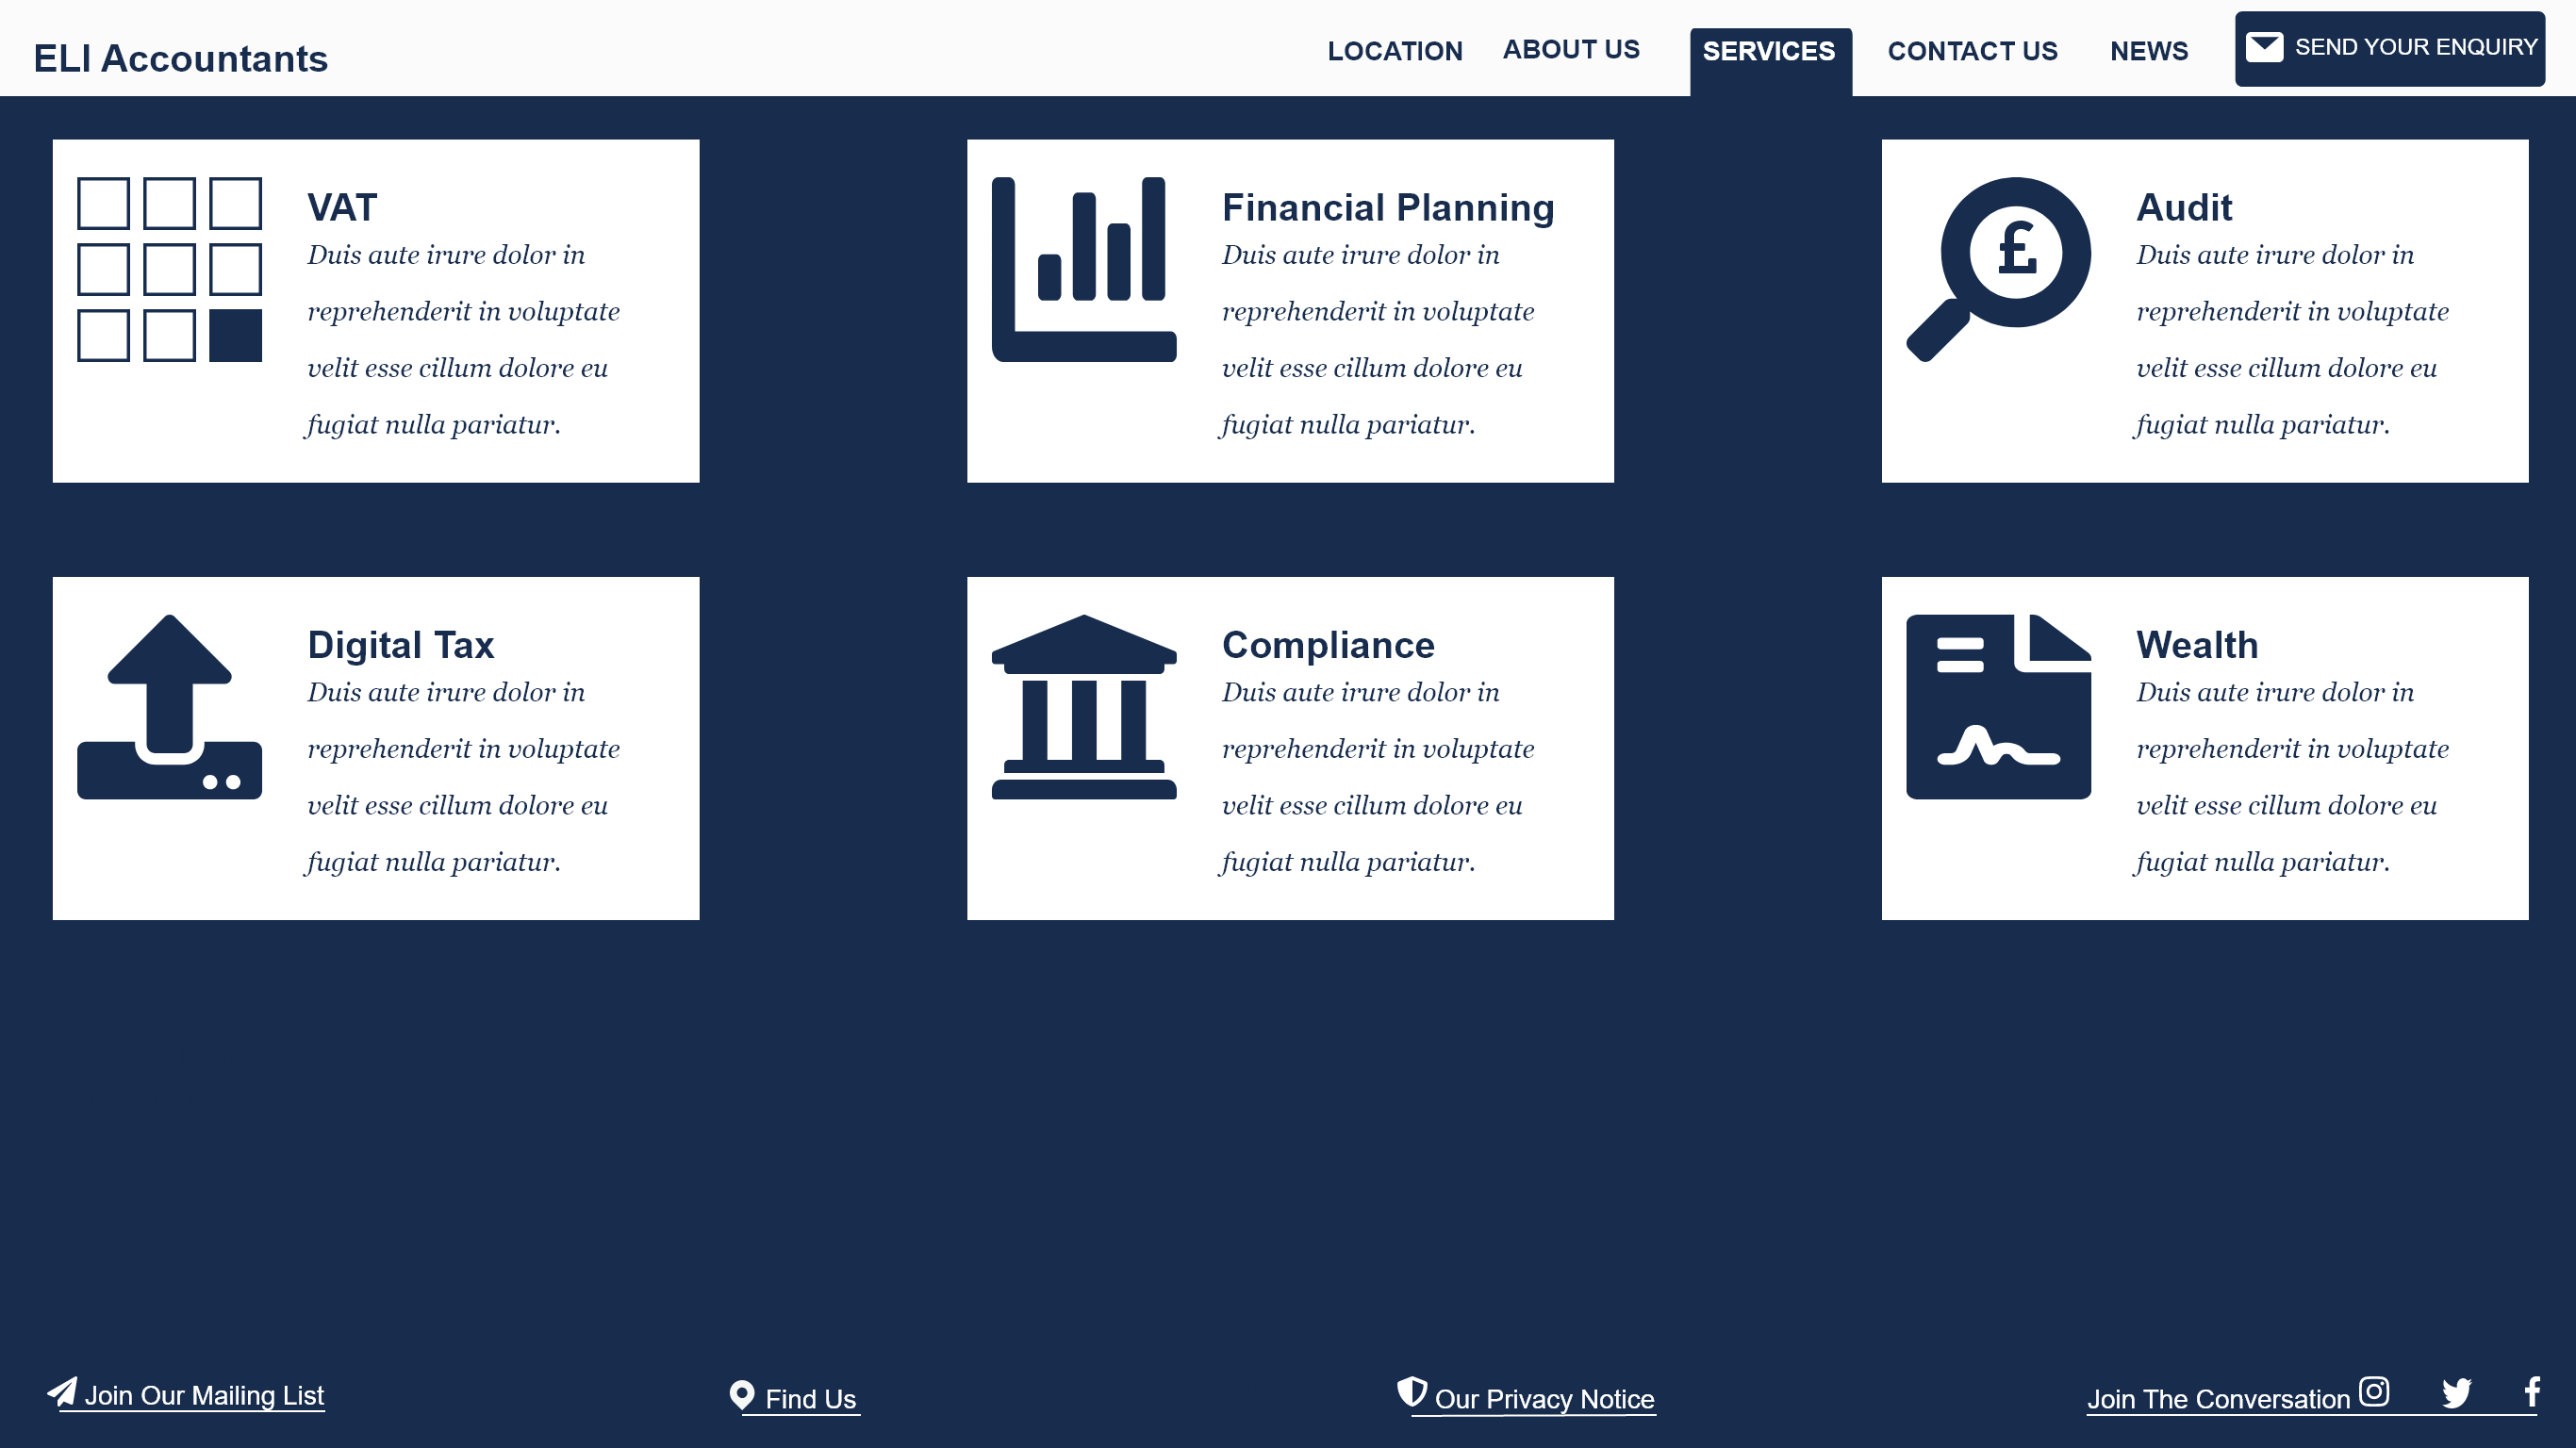 ELI Accountants
LOCATION
ABOUT US
SERVICES
CONTACT US
NEWS
SEND YOUR ENQUIRY
VAT
Duis aute irure dolor in
reprehenderit in voluptate
velit esse cillum dolore eu
fugiat nulla pariatur.
Financial Planning
Duis aute irure dolor in
reprehenderit in voluptate
velit esse cillum dolore eu
fugiat nulla pariatur.
£
Audit
Duis aute irure dolor in
reprehenderit in voluptate
velit esse cillum dolore eu
fugiat nulla pariatur.
Digital Tax
Duis aute irure dolor in
reprehenderit in voluptate
velit esse cillum dolore eu
fugiat nulla pariatur.
Compliance
Duis aute irure dolor in
reprehenderit in voluptate
velit esse cillum dolore eu
fugiat nulla pariatur.
Wealth
Duis aute irure dolor in
reprehenderit in voluptate
velit esse cillum dolore eu
fugiat nulla pariatur.
Join Our Mailing List
Find Us
Our Privacy Notice
Join The Conversation